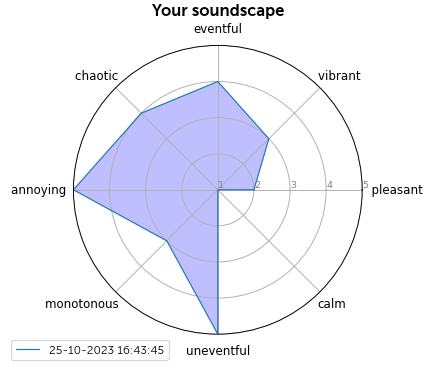 Your soundscape
eventful
chaotic
vibrant
annoying
1 2 3 4 5
pleasant
monotonous
calm
uneventful
25-10-2023 16:43:45